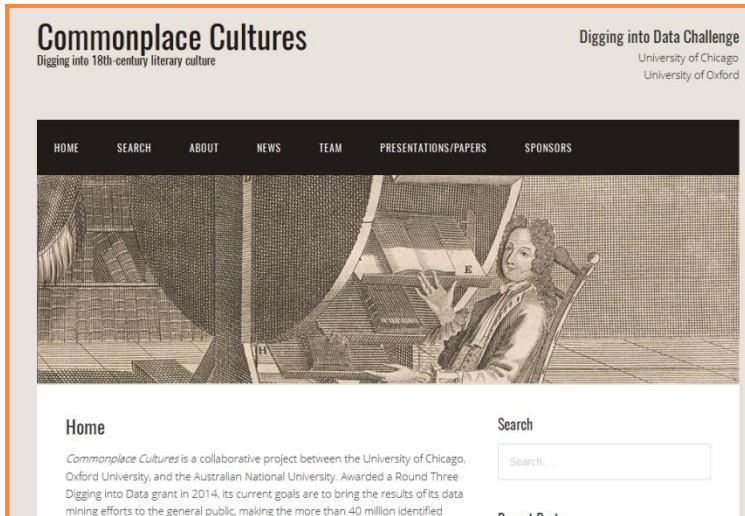 Commonplace Cultures
Digging into 18th-century literary culture
Digging into Data Challenge
University of Chicago
University of Oxford
HOME SEARCH ABOUT NEWS TEAM PRESENTATIONS/PAPERS SPONSORS
E
H
Home
Commonplace Cultures is a collaborative project between the University of Chicago,
Oxford University, and the Australian National University. Awarded a Round Three
Digging into Data grant in 2014, its current goals are to bring the results of its data
mining efforts to the general public, making the more than 40 million identified
Search
Search ...